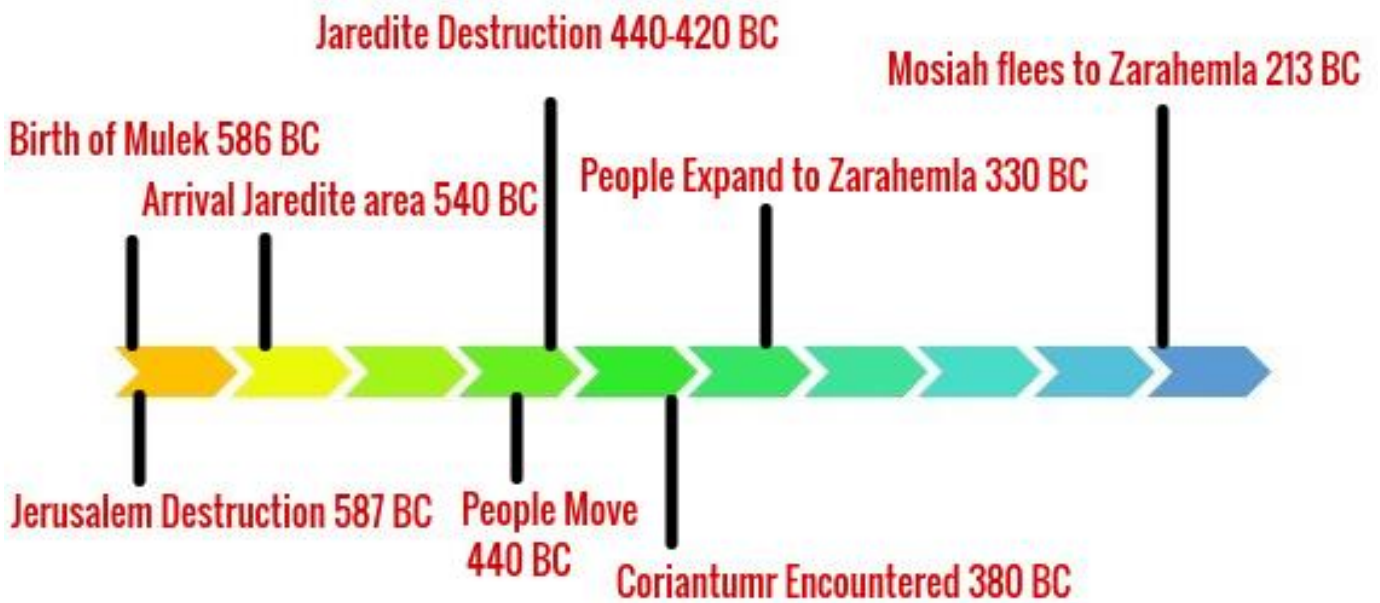 Jaredite Destruction 440-420 BC
Mosiah flees to Zarahemla 213 BC
Birth of Mulek 586 BC
People Expand to Zarahemla 330 BC
Arrival Jaredite area 540 BC
Jerusalem Destruction 587 BC
People Move
440 BC
Coriantumr Encountered 380 BC